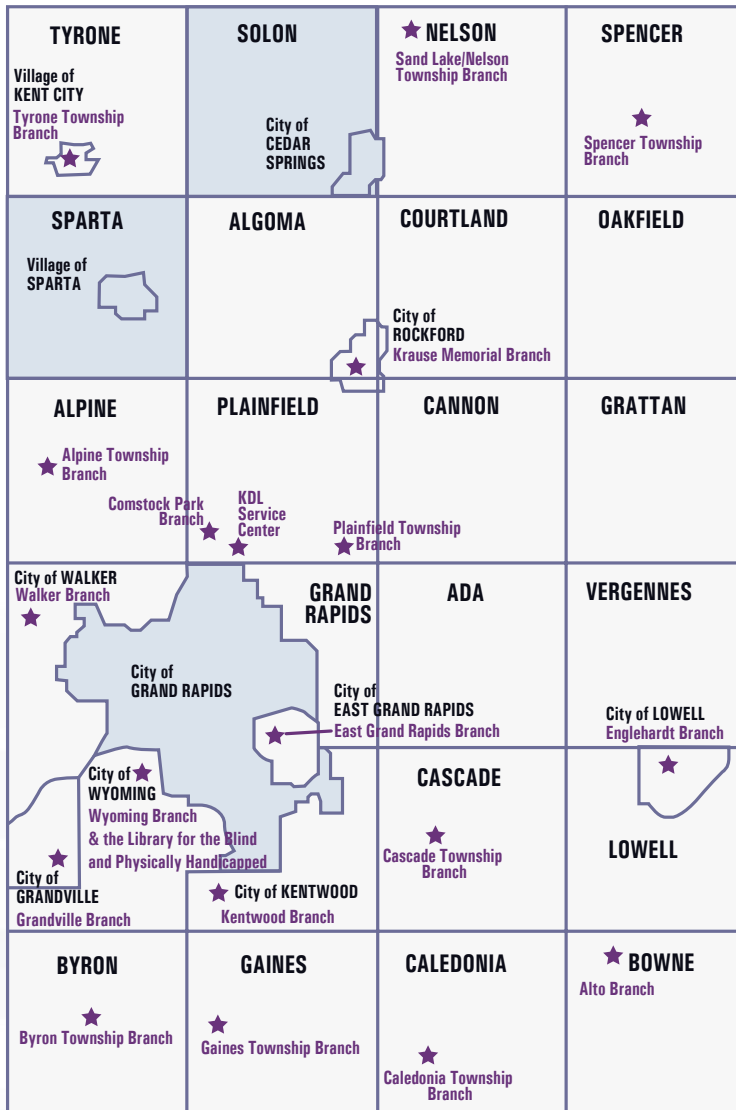 TYRONE
Village of
KENT CITY
Tyrone Township
Branch
SOLON
City of
CEDAR
SPRINGS
NELSON
Sand Lake/Nelson
Township Branch
SPENCER
Spencer Township
Branch
SPARTA
Village of
SPARTA
ALGOMA
COURTLAND
City of
ROCKFORD
Krause Memorial Branch
OAKFIELD
ALPINE
Alpine Township
Branch
PLAINFIELD
Comstock Park
Branch
KDL
Service
Center
Plainfield Township
Branch
CANNON
GRATTAN
City of WALKER
Walker Branch
GRAND
RAPIDS
City of
GRAND RAPIDS
City of
EAST GRAND RAPIDS
East Grand Rapids Branch
ADA
VERGENNES
City of LOWELL
Englehardt Branch
City of
WYOMING
Wyoming Branch
& the Library for the Blind
and Physically Handicapped
City of
GRANDVILLE
Grandville Branch
City of KENTWOOD
Kentwood Branch
CASCADE
Cascade Township
Branch
LOWELL
BYRON
Byron Township Branch
GAINES
Gaines Township Branch
CALEDONIA
Caledonia Township
Branch
BOWNE
Alto Branch